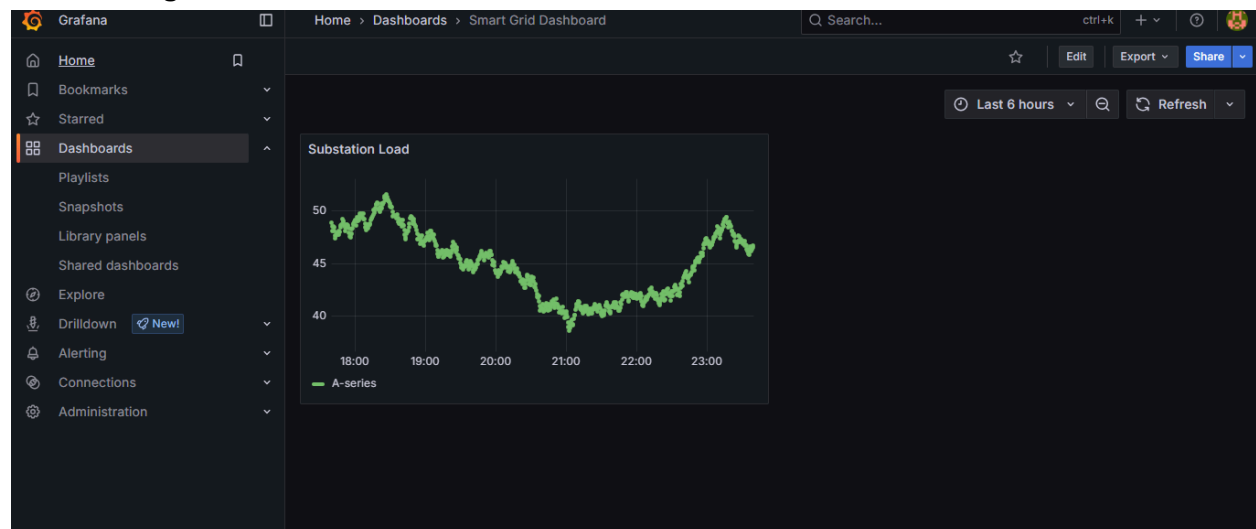 Grafana
Home > Dashboards > Smart Grid Dashboard
Search...
ctrl+k
Home
Edit
Export
Share
Bookmarks
Starred
Last 6 hours
Refresh
Dashboards
Playlists
Snapshots
Library panels
Shared dashboards
Explore
Drilldown
New!
Alerting
Connections
Administration
Substation Load
50
45
40
18:00 19:00 20:00 21:00 22:00 23:00
A-series